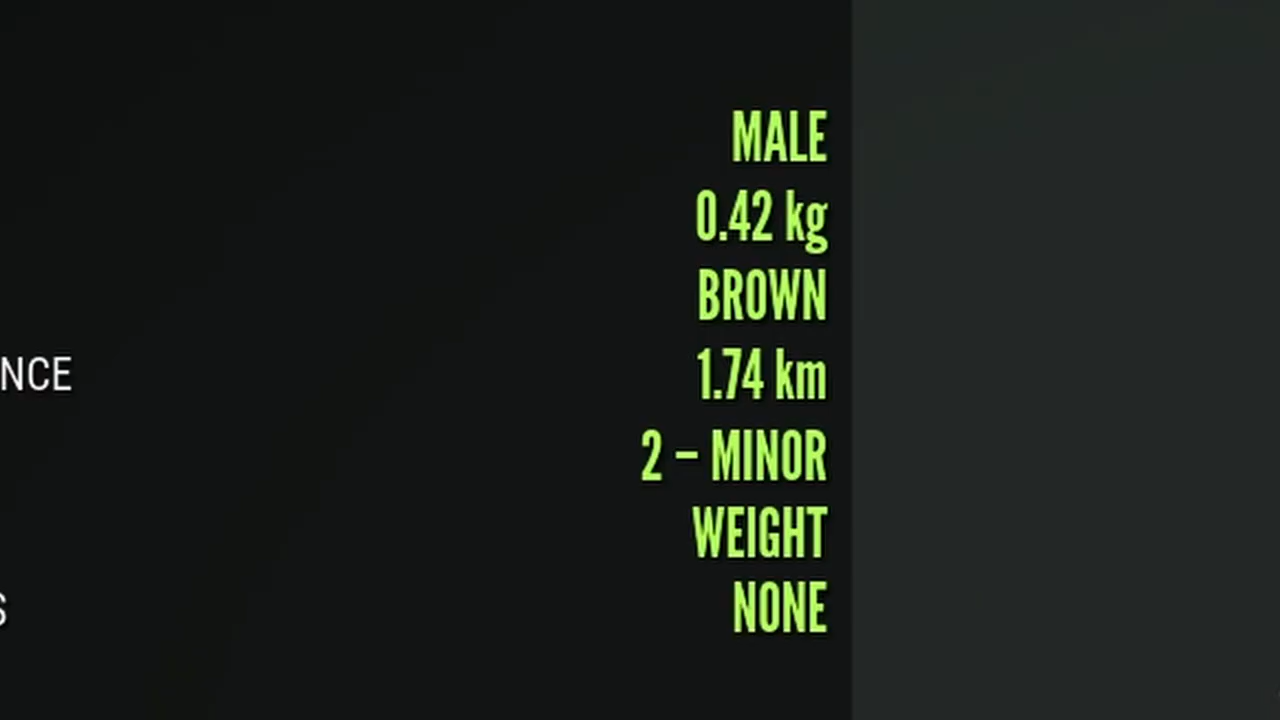 MALE
0.42 kg
BROWN
NCE 1.74 km
2 – MINOR
WEIGHT
S NONE